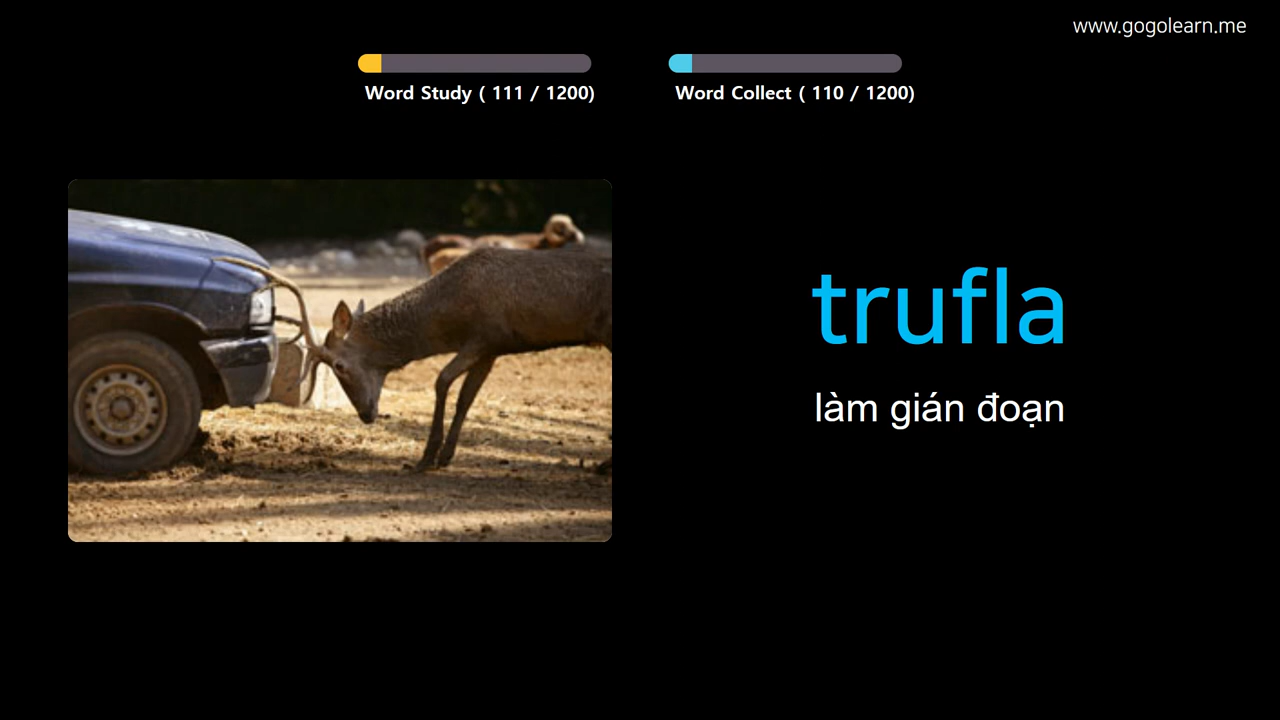 www.gogolearn.me
Word Study ( 111 / 1200)
Word Collect ( 110 / 1200)
trufla
làm gián đoạn